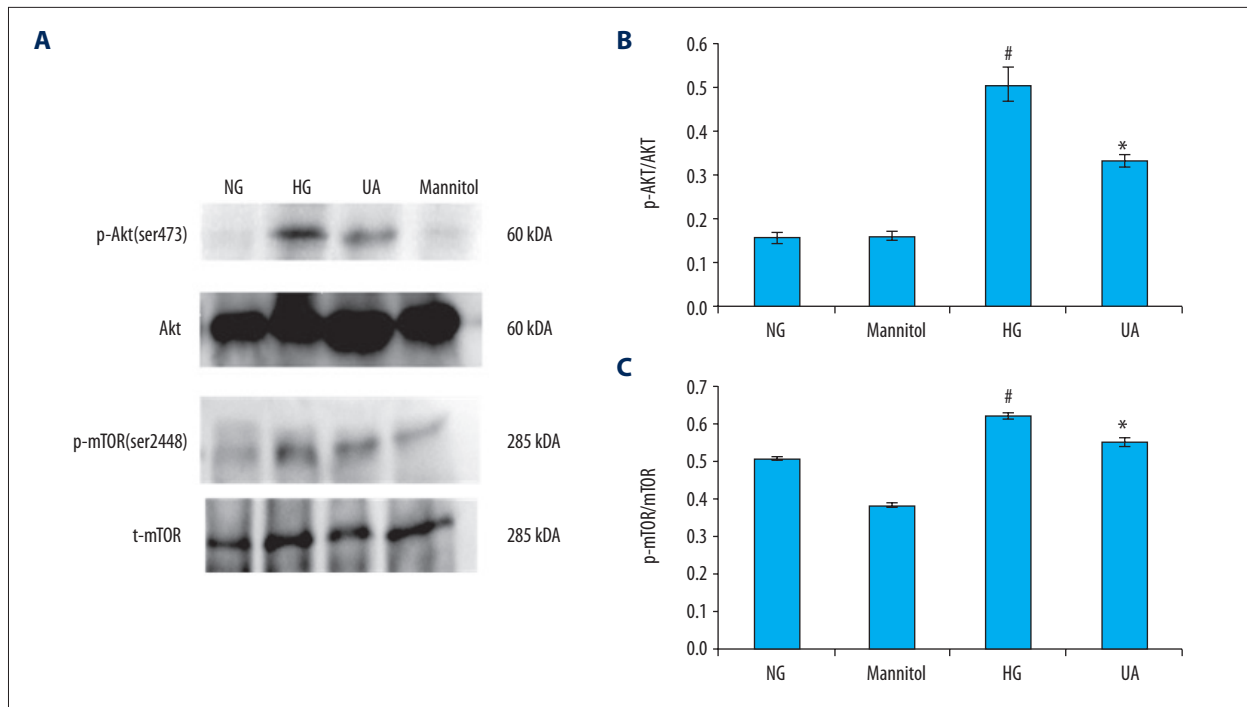 A
NG HG UA Mannitol
p-Akt(ser473) 60 kDA
Akt 60 kDA
p-mTOR(ser2448) 285 kDA
t-mTOR 285 kDA
B
p-AKT/AKT
0.6
0.5
0.4
0.3
0.2
0.1
0.0
#
*
NG Mannitol HG UA
C
p-mTOR/mTOR
0.7
0.6
0.5
0.4
0.3
0.2
0.1
0.0
#
*
NG Mannitol HG UA